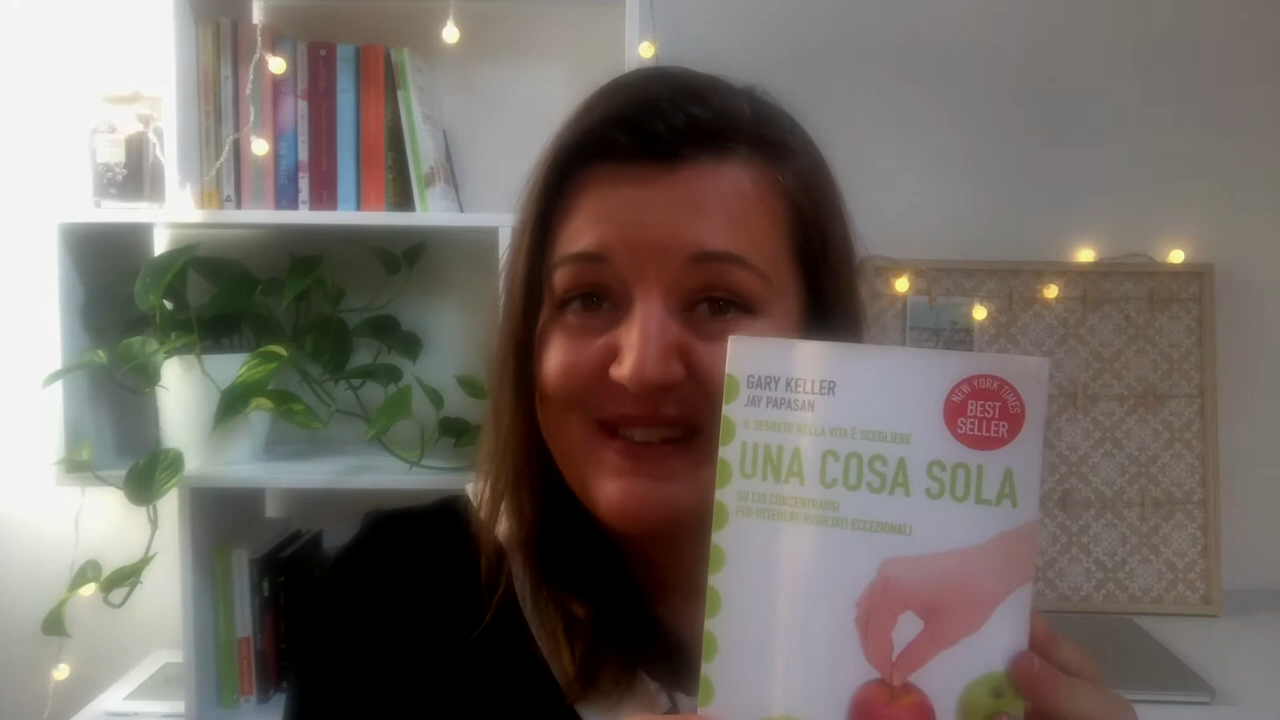 GARY KELLER
JAY PAPASAN
NEW YORK TIMES
BEST
SELLER
IL SEGRETO NELLA VITA È SCEGLIERE
UNA COSA SOLA
SU CUI CONCENTRARSI
PER OTTENERE RISULTATI ECCEZIONALI